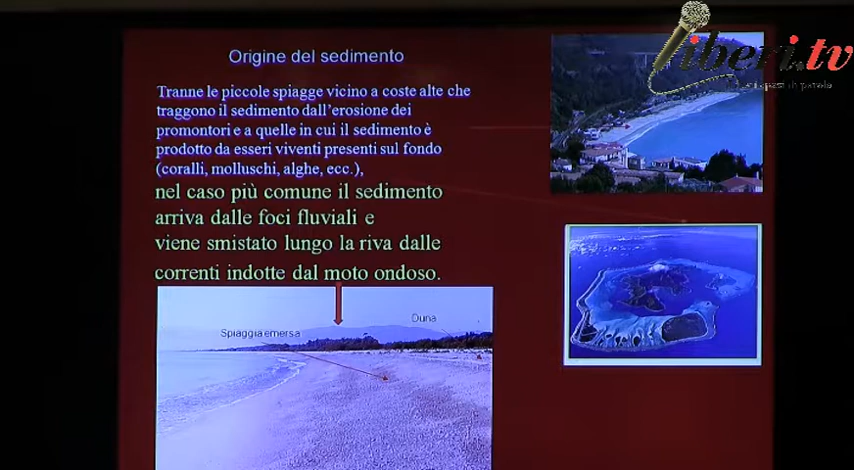 Origine del sedimento
Tranne le piccole spiagge vicino a coste alte che
traggono il sedimento dall'erosione dei
promontori e a quelle in cui il sedimento è
prodotto da esseri viventi presenti sul fondo
(coralli, molluschi, alghe, ecc.),
nel caso più comune il sedimento
arriva dalle foci fluviali e
viene smistato lungo la riva dalle
correnti indotte dal moto ondoso.
Spiaggia emersa
Duna
liberi.tv